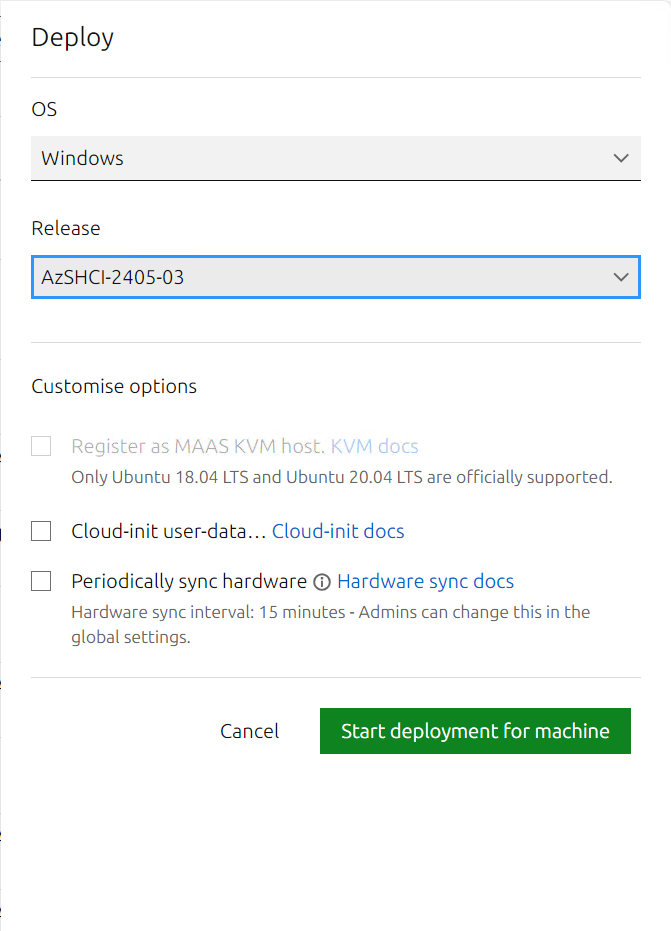 Deploy
OS
Windows
Release
AzSHCI-2405-03
Customise options
Register as MAAS KVM host. KVM docs
Only Ubuntu 18.04 LTS and Ubuntu 20.04 LTS are officially supported.
Cloud-init user-data… Cloud-init docs
Periodically sync hardware Hardware sync docs
Hardware sync interval: 15 minutes - Admins can change this in the
global settings.
Cancel
Start deployment for machine